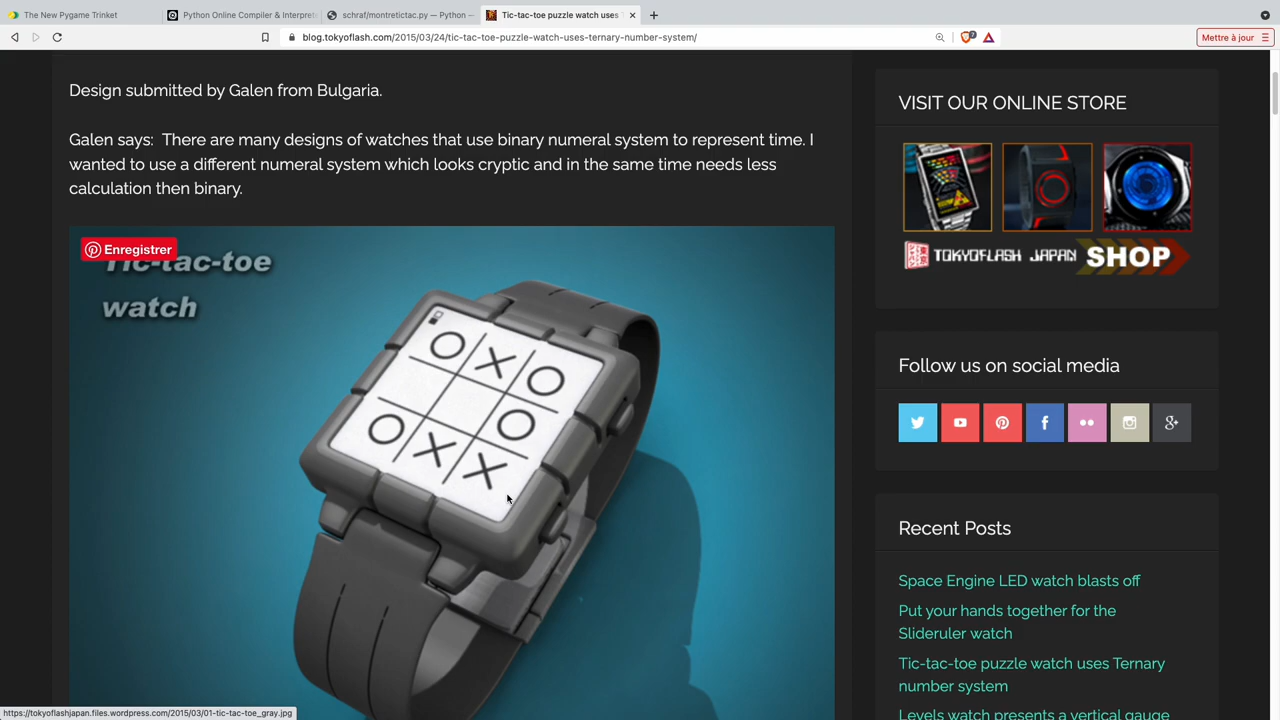 The New Pygame Trinket
Python Online Compiler & Interpret
schraf/montretictac.py — Python —
Tic-tac-toe puzzle watch uses T
blog.tokyoflash.com/2015/03/24/tic-tac-toe-puzzle-watch-uses-ternary-number-system/
7
Mettre à jour
Design submitted by Galen from Bulgaria.
Galen says: There are many designs of watches that use binary numeral system to represent time. I
wanted to use a different numeral system which looks cryptic and in the same time needs less
calculation then binary.
Enregistrer
Tic-tac-toe
watch
O X O
O
O X X
VISIT OUR ONLINE STORE
TOKYOFLASH JAPAN SHOP
Follow us on social media
Recent Posts
Space Engine LED watch blasts off
Put your hands together for the
Slideruler watch
Tic-tac-toe puzzle watch uses Ternary
number system
Levels watch presents a vertical gauge
https://tokyoflashjapan.files.wordpress.com/2015/03/01-tic-tac-toe_gray.jpg